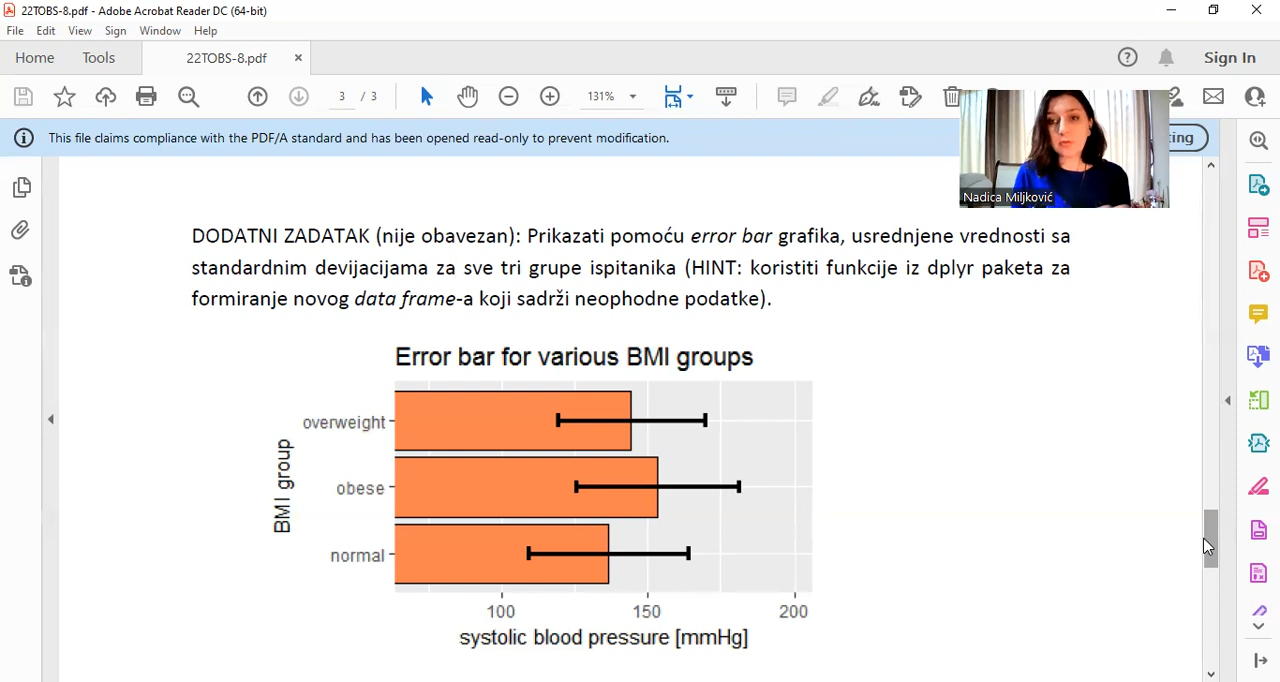 22TOBS-8.pdf - Adobe Acrobat Reader DC (64-bit)
File Edit View Sign Window Help
Home Tools 22TOBS-8.pdf × Sign In
3 / 3 131%
This file claims compliance with the PDF/A standard and has been opened read-only to prevent modification.
Nadica Miljković
DODATNI ZADATAK (nije obavezan): Prikazati pomoću error bar grafika, usrednjene vrednosti sa
standardnim devijacijama za sve tri grupe ispitanika (HINT: koristiti funkcije iz dplyr paketa za
formiranje novog data frame-a koji sadrži neophodne podatke).
Error bar for various BMI groups
BMI group
overweight
obese
normal
100 150 200
systolic blood pressure [mmHg]